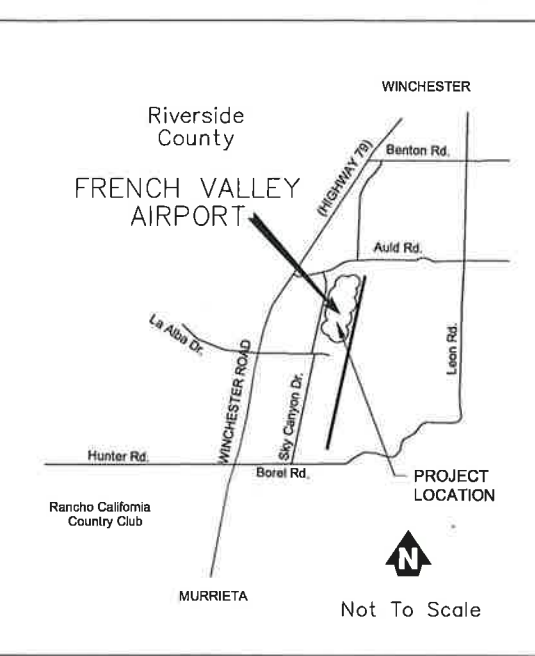 WINCHESTER
Riverside
County
(HIGHWAY 79)
Benton Rd.
FRENCH VALLEY
AIRPORT
Auld Rd.
La Alba Dr.
WINCHESTER ROAD
Sky Canyon Dr.
Leon Rd.
Hunter Rd.
Borel Rd.
PROJECT
LOCATION
Rancho California
Country Club
N
MURRIETA
Not To Scale